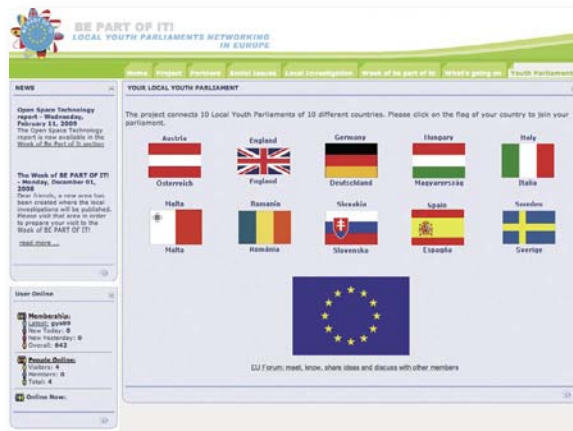 BE PART OF IT!
LOCAL YOUTH PARLIAMENTS NETWORKING
IN EUROPE
Home Project Partners Social Issues Local Investigation Week of be part of it What's going on Youth Parliament
NEWS
Open Space Technology
report - Wednesday,
February 11, 2009
The Open Space Technology
report is now available in the
Week of Be Part Of It section
The Week of BE PART OF IT!
- Monday, December 01,
2008
Dear friends, a new area has
been created where the local
investigations will be published.
Please visit that area in order
to prepare your visit to the
Week of BE PART OF IT!
read more ...
User Online
Membership:
Latest:
New Today: 0
New Yesterday: 0
Overall: 642
People Online:
Visitors: 4
Members: 0
Total: 4
Online Now:
YOUR LOCAL YOUTH PARLIAMENT
The project connects 10 Local Youth Parliaments of 10 different countries. Please click on the flag of your country to join your
parliament.
Austria England Germany Hungary Italy
Österreich England Deutschland Magyarország Italia
Malta Romania Slovakia Spain Sweden
Malta România Slovensko Sverige
EU Forum: meet, know, share ideas and discuss with other members